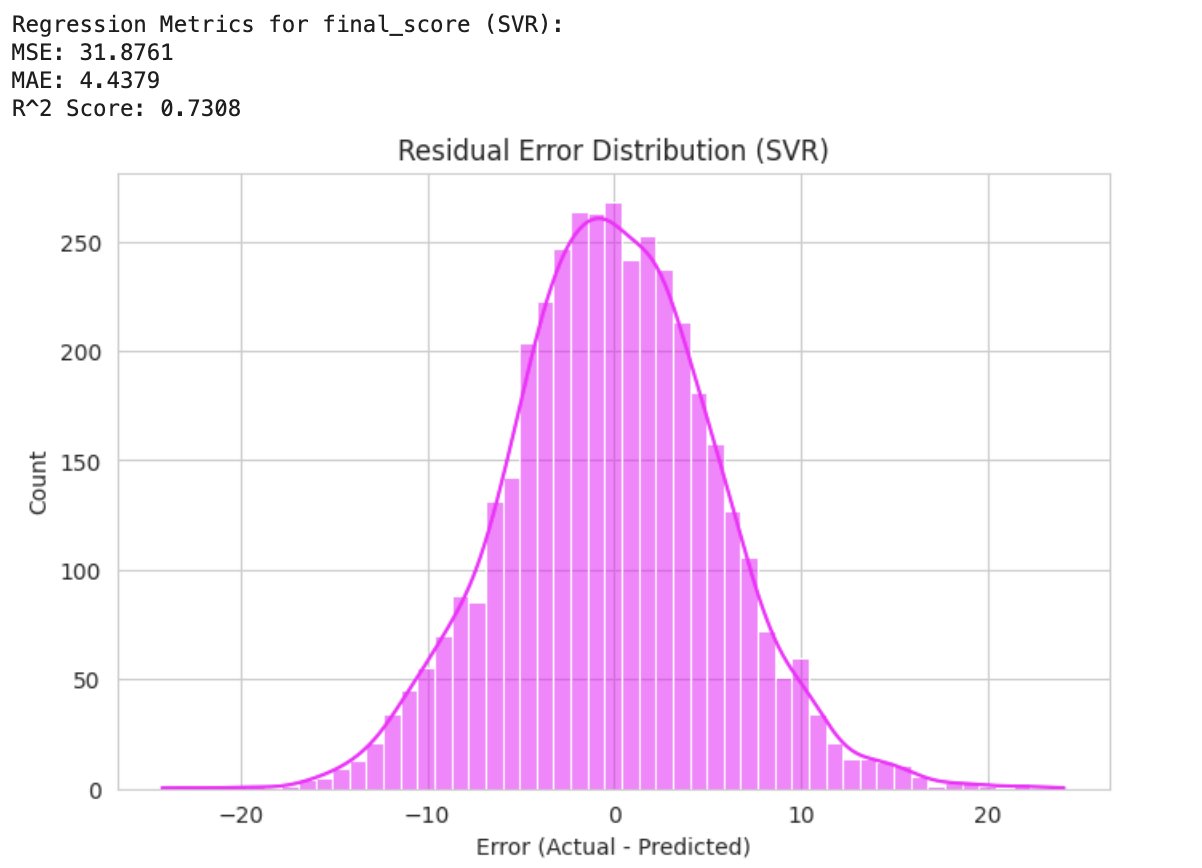 Regression Metrics for final_score (SVR):
MSE: 31.8761
MAE: 4.4379
R^2 Score: 0.7308
Residual Error Distribution (SVR)
250
200
150
100
50
0
Count
−20
−10
0
10
20
Error (Actual - Predicted)